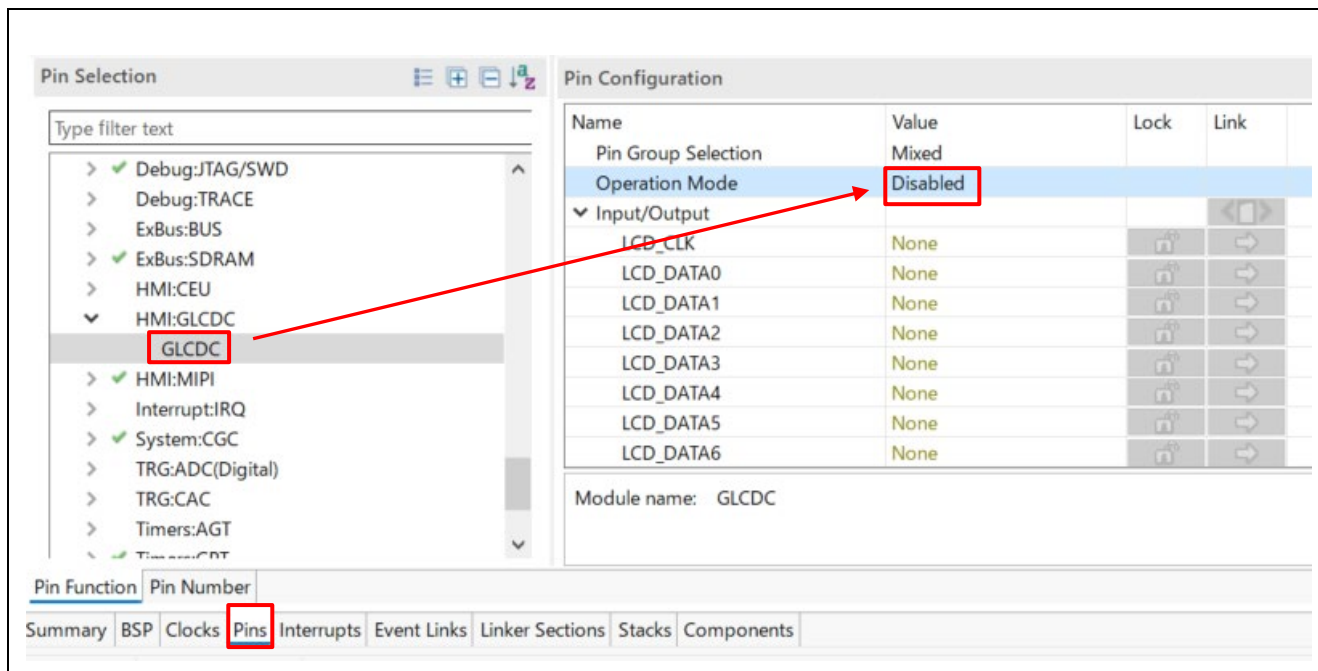 Pin Selection
Type filter text
Debug:JTAG/SWD
Debug:TRACE
ExBus:BUS
ExBus:SDRAM
HMI:CEU
HMI:GLCDC
GLCDC
HMI:MIPI
Interrupt:IRQ
System:CGC
TRG:ADC(Digital)
TRG:CAC
Timers:AGT
Timers:GPT
Pin Configuration
Name Value Lock Link
Pin Group Selection Mixed
Operation Mode Disabled
Input/Output
LCD_CLK None
LCD_DATA0 None
LCD_DATA1 None
LCD_DATA2 None
LCD_DATA3 None
LCD_DATA4 None
LCD_DATA5 None
LCD_DATA6 None
Module name: GLCDC
Pin Function Pin Number
Summary BSP Clocks Pins Interrupts Event Links Linker Sections Stacks Components